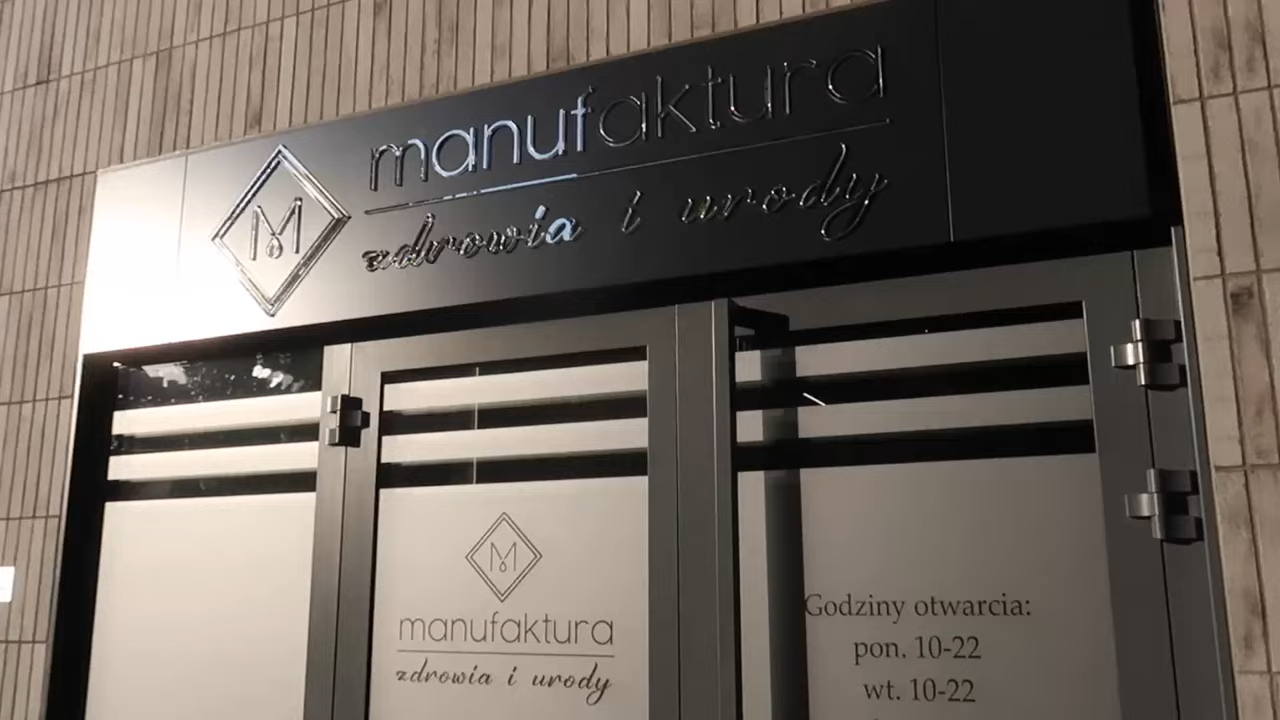 M
manufaktura
zdrowia i urody
M
manufaktura
zdrowia i urody
Godziny otwarcia:
pon. 10-22
wt. 10-22